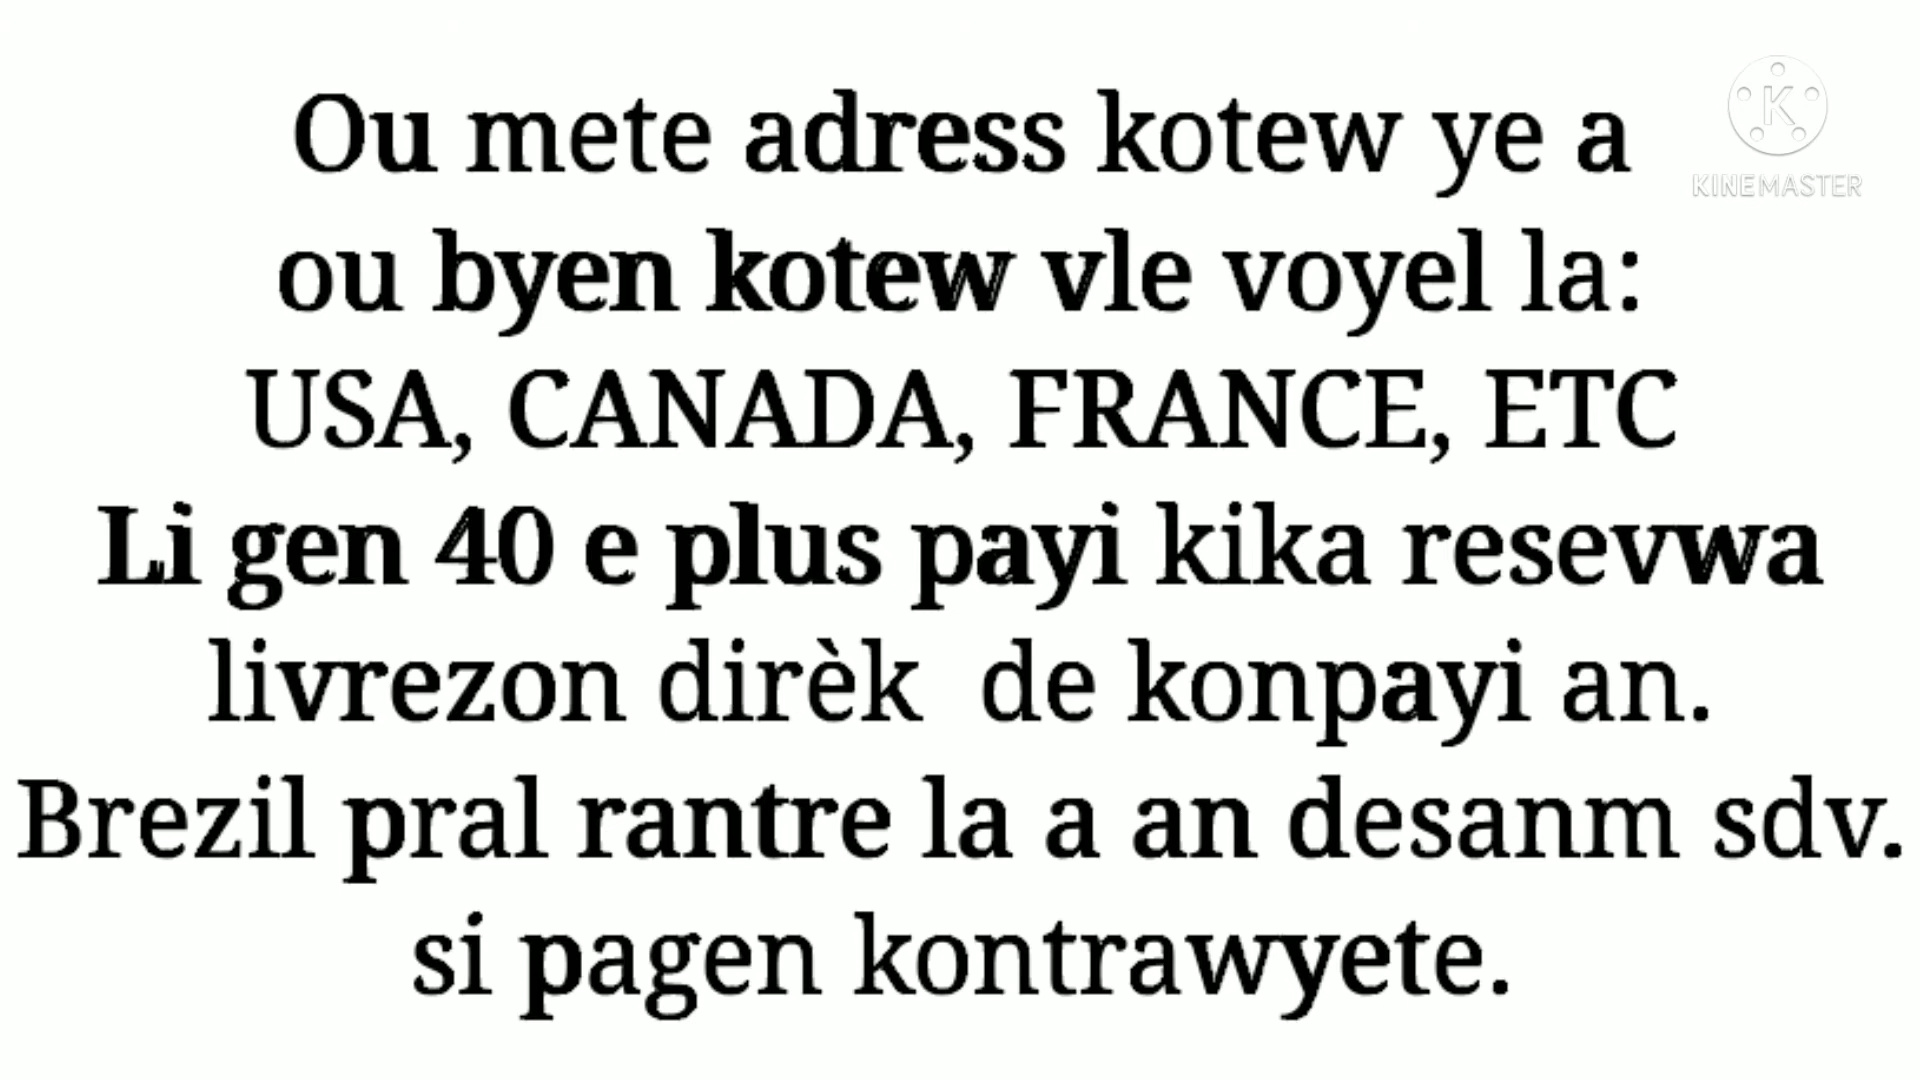 Ou mete adress kotew ye a
ou byen kotew vle voyel la:
USA, CANADA, FRANCE, ETC
Li gen 40 e plus payi kika resevwa
livrezon dirèk de konpayi an.
Brezil pral rantre la a an desanm sdv.
si pagen kontrawyete.
K
KINEMASTER